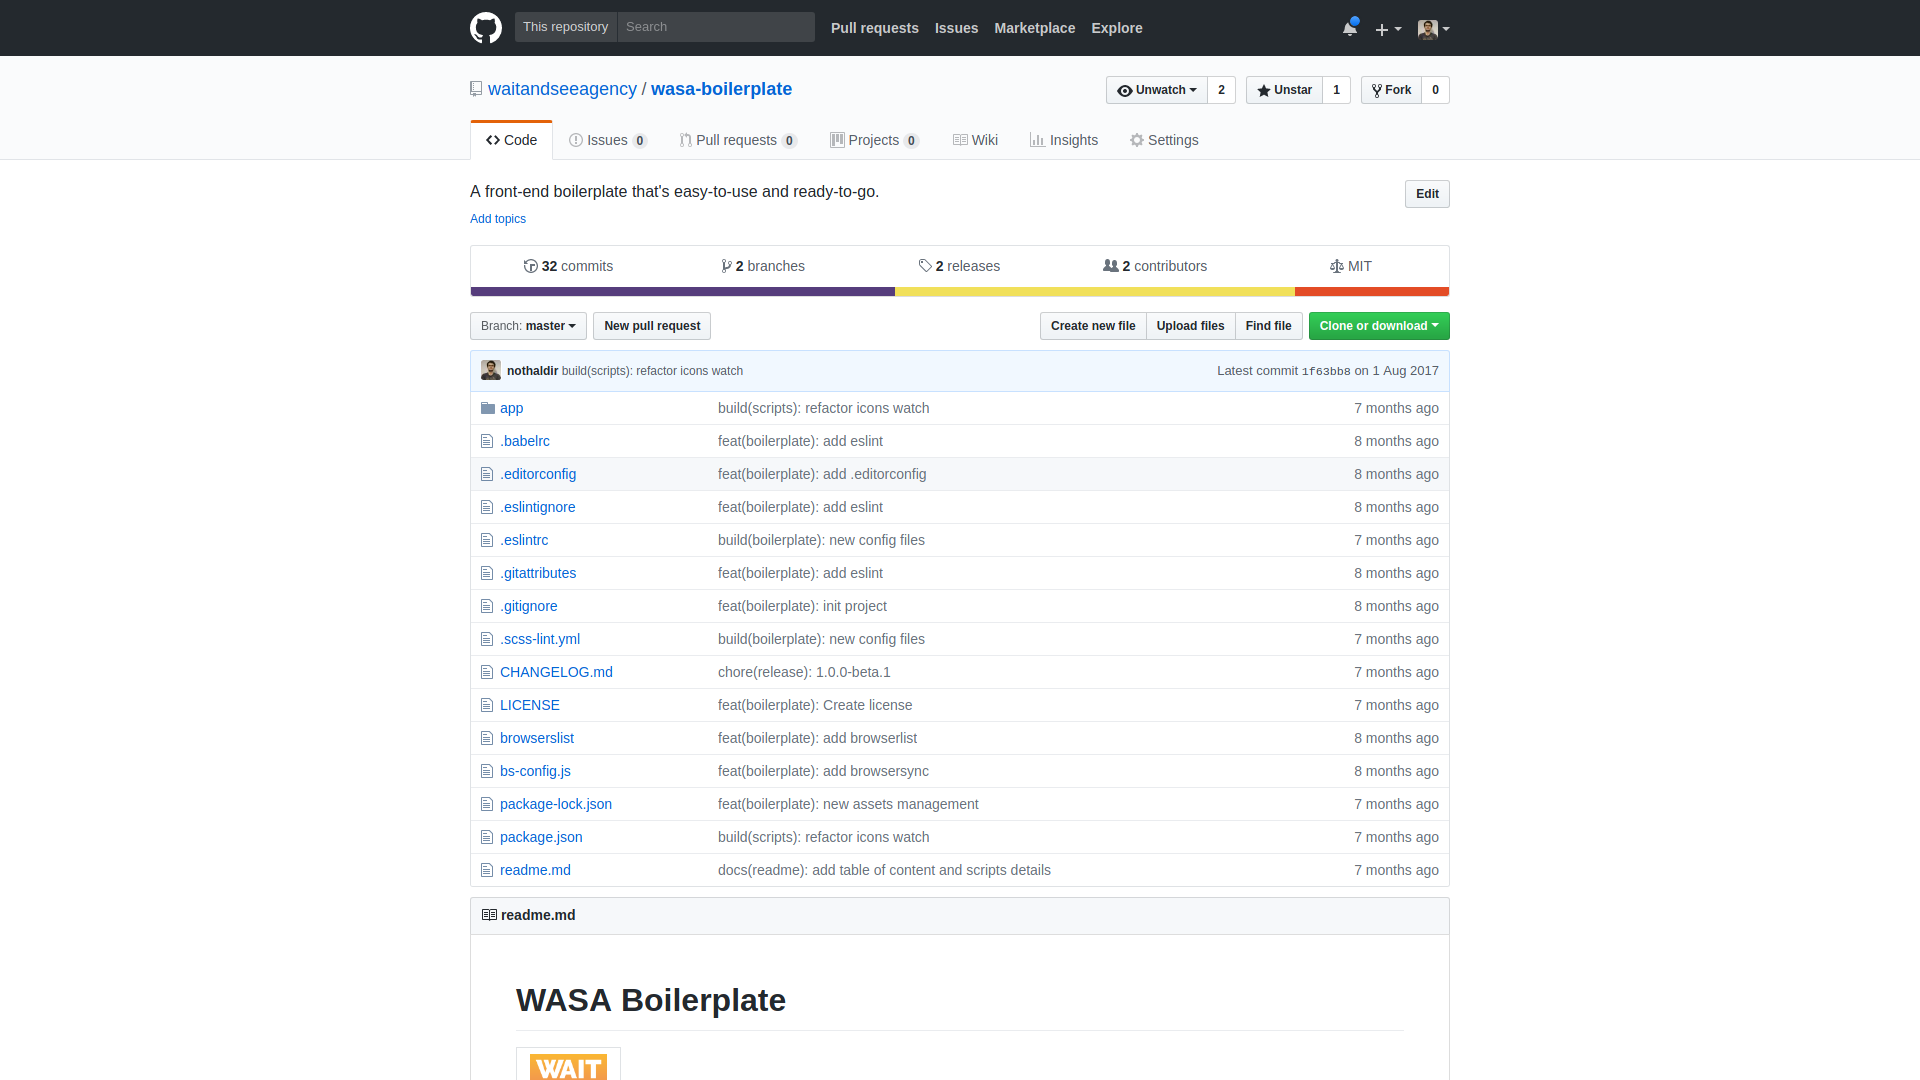 This repository Search Pull requests Issues Marketplace Explore
waitandseeagency / wasa-boilerplate Unwatch 2 Unstar 1 Fork 0
Code Issues 0 Pull requests 0 Projects 0 Wiki Insights Settings
A front-end boilerplate that's easy-to-use and ready-to-go. Edit
Add topics
32 commits 2 branches 2 releases 2 contributors MIT
Branch: master New pull request Create new file Upload files Find file Clone or download
nothaldir build(scripts): refactor icons watch Latest commit 1f63bb8 on 1 Aug 2017
app build(scripts): refactor icons watch 7 months ago
.babelrc feat(boilerplate): add eslint 8 months ago
.editorconfig feat(boilerplate): add .editorconfig 8 months ago
.eslintignore feat(boilerplate): add eslint 8 months ago
.eslintrc build(boilerplate): new config files 7 months ago
.gitattributes feat(boilerplate): add eslint 8 months ago
.gitignore feat(boilerplate): init project 8 months ago
.scss-lint.yml build(boilerplate): new config files 7 months ago
CHANGELOG.md chore(release): 1.0.0-beta.1 7 months ago
LICENSE feat(boilerplate): Create license 7 months ago
browserslist feat(boilerplate): add browserlist 8 months ago
bs-config.js feat(boilerplate): add browsersync 8 months ago
package-lock.json feat(boilerplate): new assets management 7 months ago
package.json build(scripts): refactor icons watch 7 months ago
readme.md docs(readme): add table of content and scripts details 7 months ago
readme.md
WASA Boilerplate
WAIT